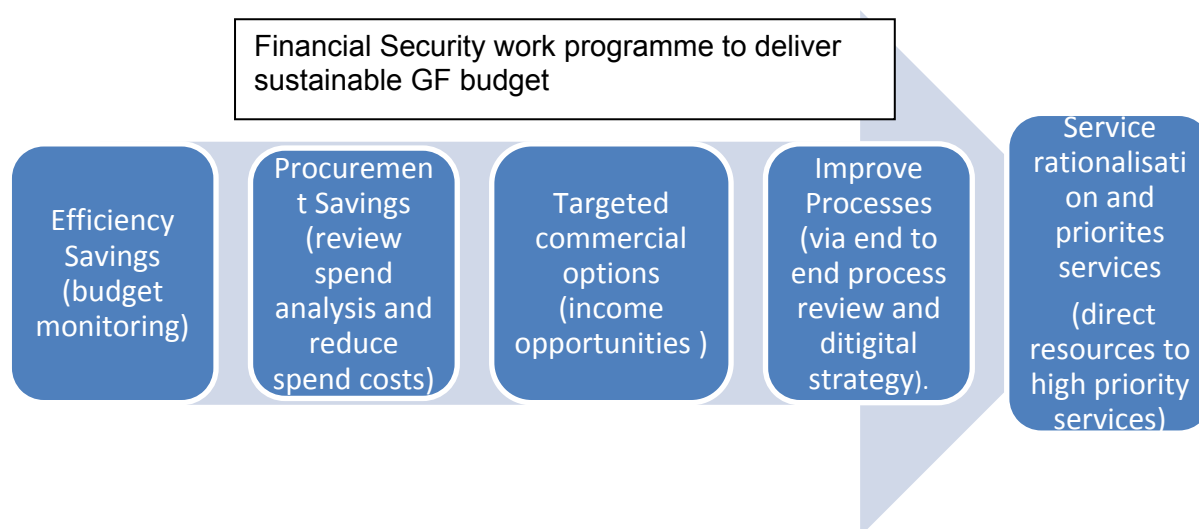 Financial Security work programme to deliver
sustainable GF budget
Efficiency
Savings
(budget
monitoring)
Procuremen
t Savings
(review
spend
analysis and
reduce
spend costs)
Targeted
commercial
options
(income
opportunities )
Improve
Processes
(via end to
end process
review and
ditigital
strategy).
Service
rationalisati
on and
priorites
services
(direct
resources to
high priority
services)